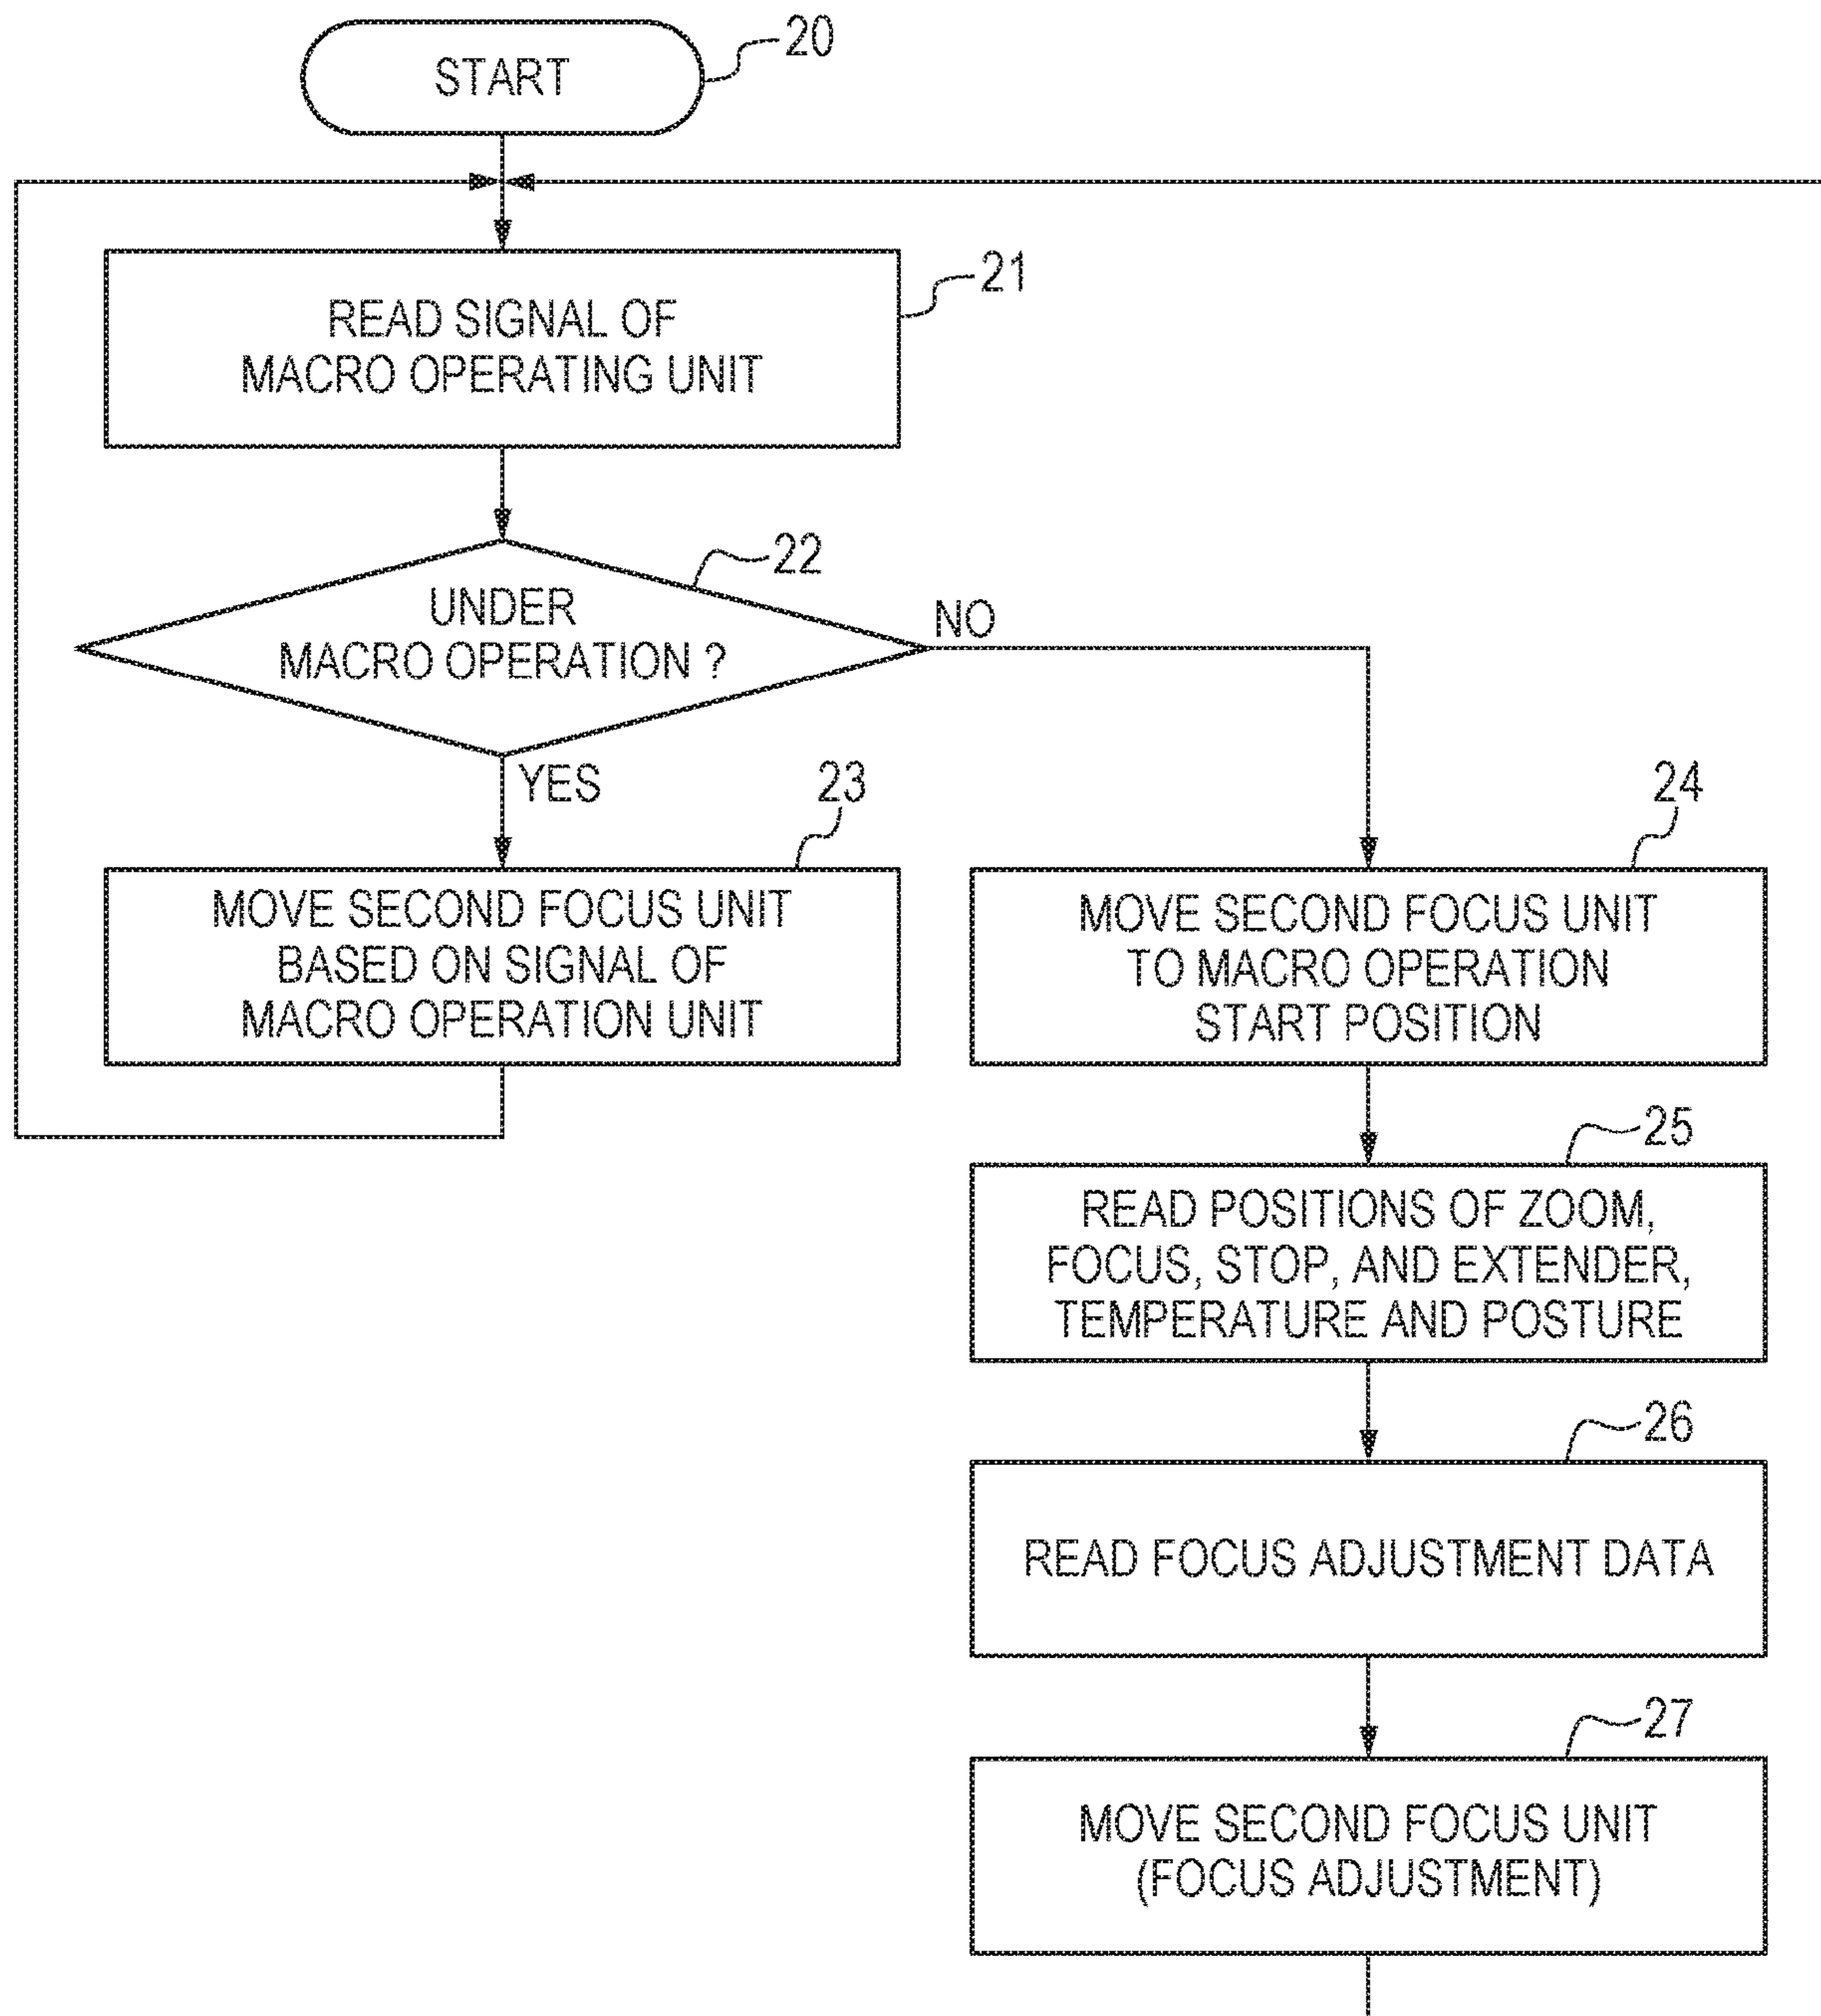 START
20
READ SIGNAL OF
MACRO OPERATING UNIT
21
UNDER
MACRO OPERATION ?
22
NO
YES
23
MOVE SECOND FOCUS UNIT
BASED ON SIGNAL OF
MACRO OPERATION UNIT
24
MOVE SECOND FOCUS UNIT
TO MACRO OPERATION
START POSITION
25
READ POSITIONS OF ZOOM,
FOCUS, STOP, AND EXTENDER,
TEMPERATURE AND POSTURE
26
READ FOCUS ADJUSTMENT DATA
27
MOVE SECOND FOCUS UNIT
(FOCUS ADJUSTMENT)